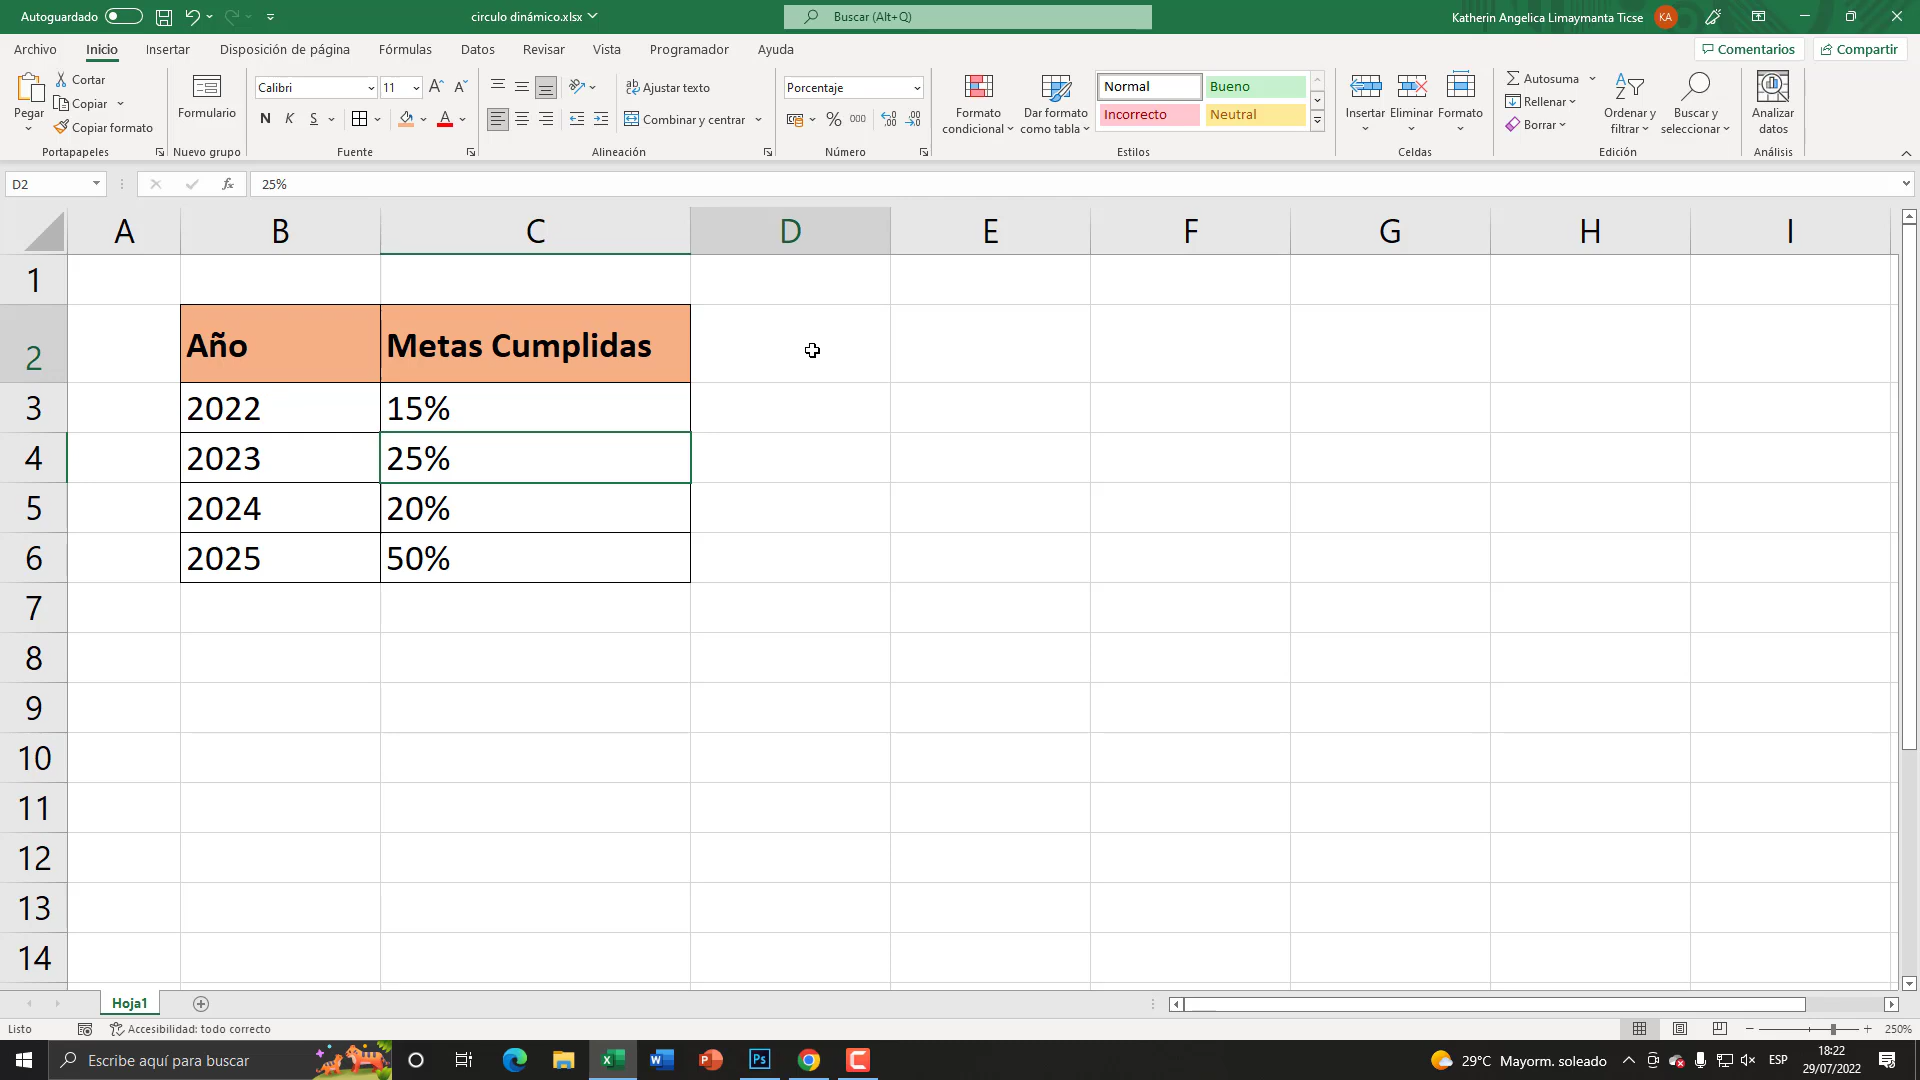 Autoguardado
circulo dinámico.xlsx
Buscar (Alt+Q)
Katherin Angelica Limaymanta Ticse
KA
Archivo Inicio Insertar Disposición de página Fórmulas Datos Revisar Vista Programador Ayuda
Comentarios Compartir
Pegar
Cortar
Copiar
Copiar formato
Portapapeles
Formulario
Nuevo grupo
Calibri 11
N K S
Fuente
Ajustar texto
Combinar y centrar
Alineación
Porcentaje
% 000
Número
Formato condicional
Dar formato como tabla
Normal Bueno
Incorrecto Neutral
Estilos
Insertar Eliminar Formato
Celdas
Autosuma
Rellenar
Borrar
Ordenar y filtrar
Buscar y seleccionar
Edición
Analizar datos
Análisis
D2 fx 25%
A B C D E F G H I
1
2 Año Metas Cumplidas
3 2022 15%
4 2023 25%
5 2024 20%
6 2025 50%
7
8
9
10
11
12
13
14
Hoja1
Listo Accesibilidad: todo correcto 250%
Escribe aquí para buscar
29°C Mayorm. soleado
ESP
18:22
29/07/2022